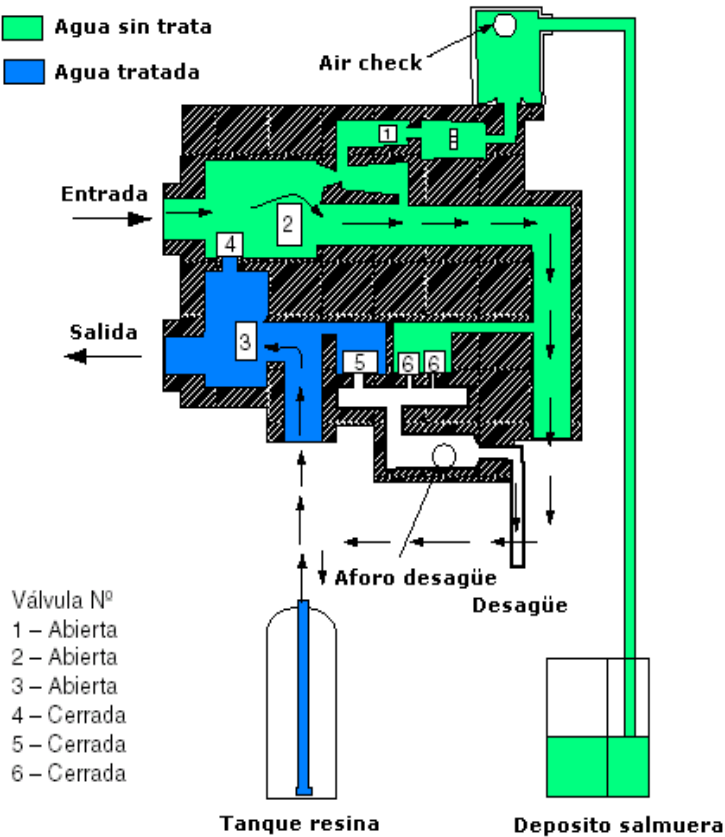 Agua sin trata
Agua tratada
Air check
1
Entrada
2
4
Salida
3
5
6
6
Aforo desagüe
Desagüe
Válvula Nº
1 – Abierta
2 – Abierta
3 – Abierta
4 – Cerrada
5 – Cerrada
6 – Cerrada
Tanque resina
Deposito salmuera